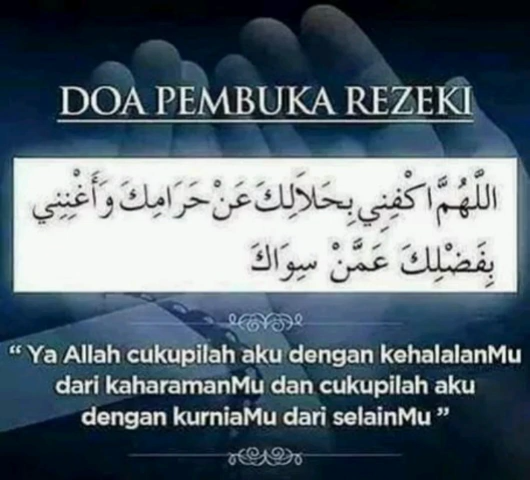 DOA PEMBUKA REZEKI
اللَّهُمَّ اكْفِنِي بِحَلَالِكَ عَنْ حَرَامِكَ وَأَغْنِنِي
بِفَضْلِكَ عَمَّنْ سِوَاكَ
“ Ya Allah cukupilah aku dengan kehalalanMu
dari kaharamanMu dan cukupilah aku
dengan kurniaMu dari selainMu ”